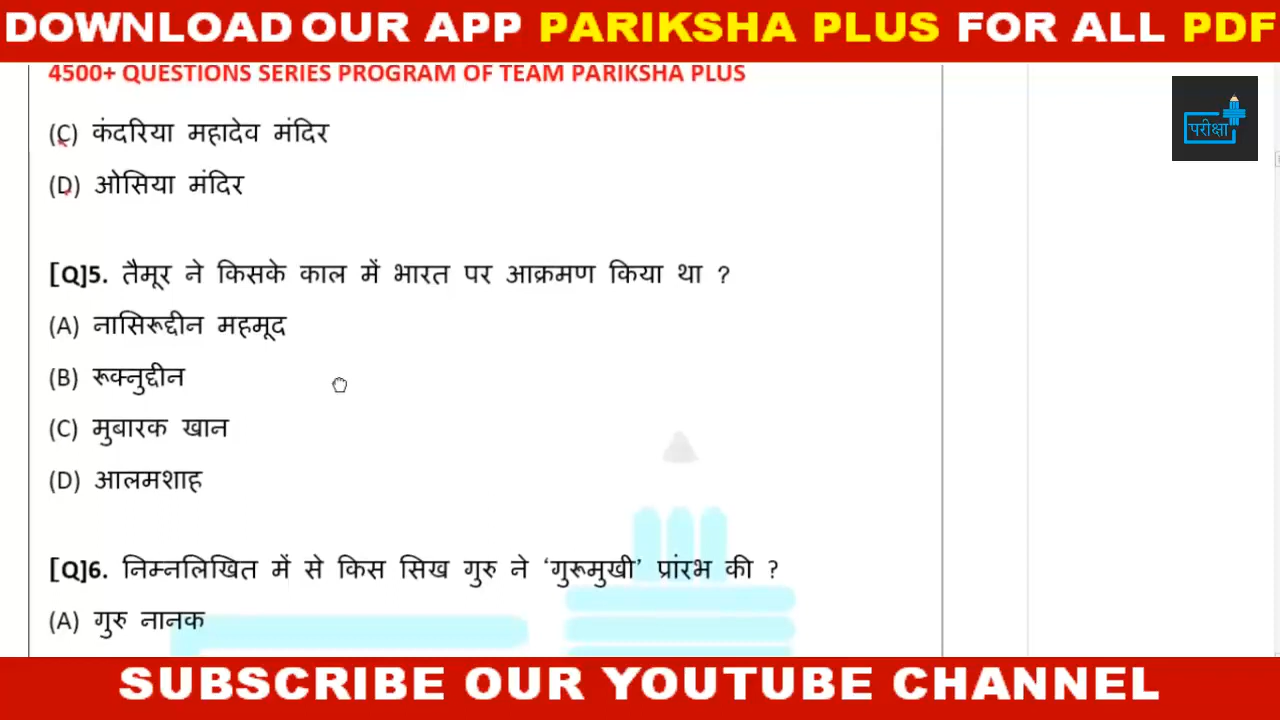 DOWNLOAD OUR APP PARIKSHA PLUS FOR ALL PDF
4500+ QUESTIONS SERIES PROGRAM OF TEAM PARIKSHA PLUS
परीक्षा
(C) कंदरिया महादेव मंदिर
(D) ओसिया मंदिर
[Q]5. तैमूर ने किसके काल में भारत पर आक्रमण किया था ?
(A) नासिरूद्दीन महमूद
(B) रूक्नुद्दीन
(C) मुबारक खान
(D) आलमशाह
[Q]6. निम्नलिखित में से किस सिख गुरु ने ‘गुरूमुखी’ प्रांरभ की ?
(A) गुरु नानक
SUBSCRIBE OUR YOUTUBE CHANNEL